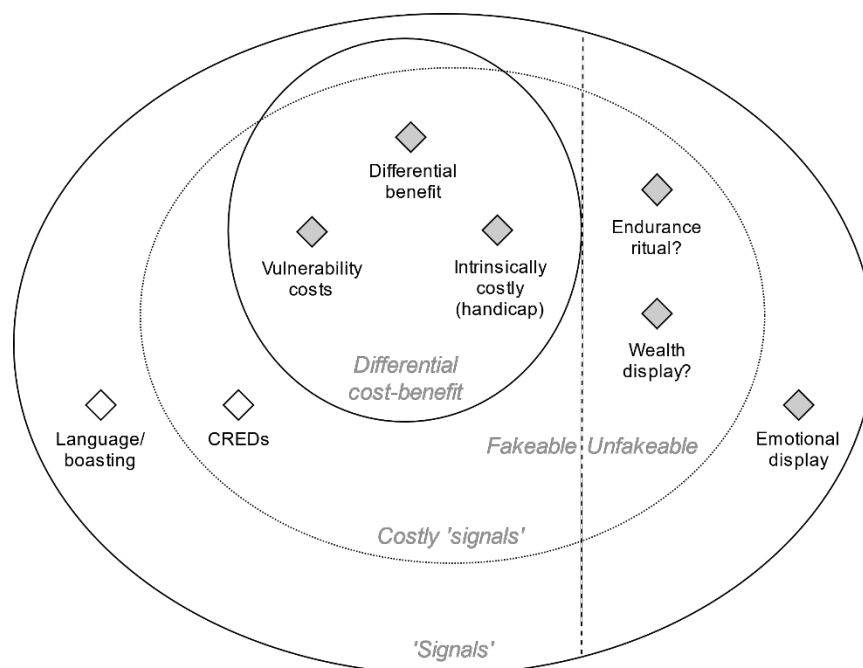 Differential
benefit
Vulnerability
costs
Intrinsically
costly
(handicap)
Endurance
ritual?
Wealth
display?
Differential
cost-benefit
Language/
boasting
CREDs
Fakeable
Unfakeable
Emotional
display
Costly 'signals'
'Signals'